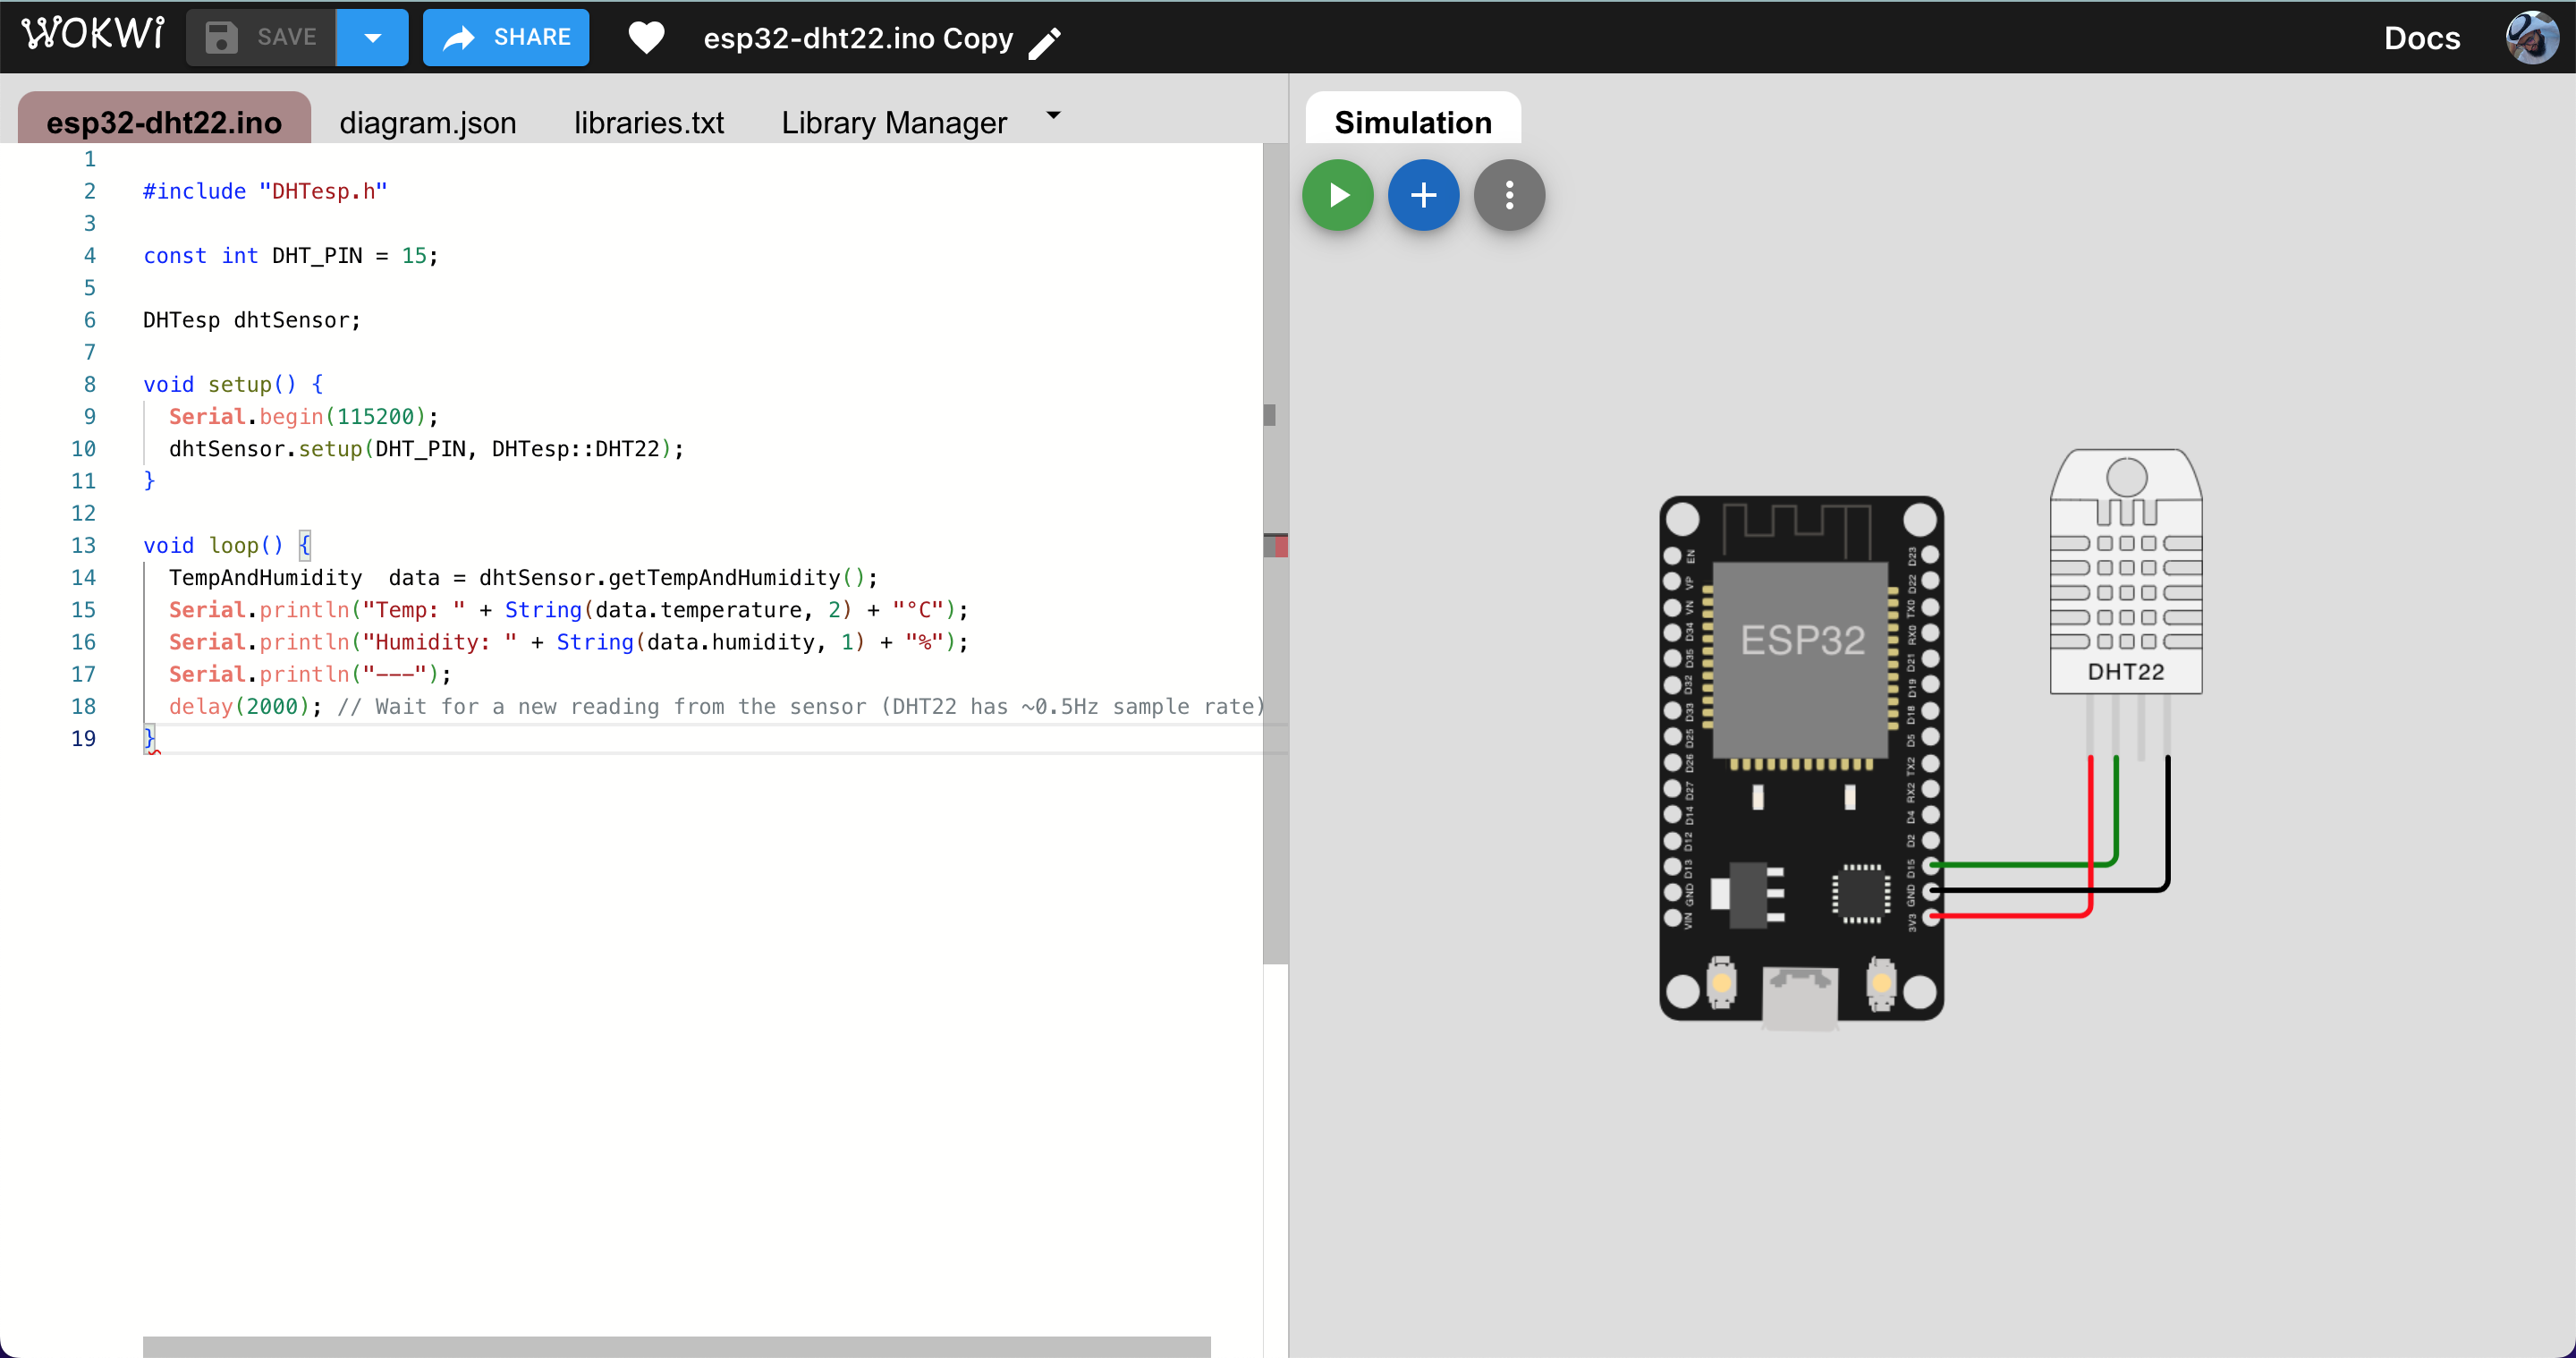 WOKWi SAVE SHARE esp32-dht22.ino Copy Docs
esp32-dht22.ino diagram.json libraries.txt Library Manager
Simulation
1
2 #include "DHTesp.h"
3
4 const int DHT_PIN = 15;
5
6 DHTesp dhtSensor;
7
8 void setup() {
9 Serial.begin(115200);
10 dhtSensor.setup(DHT_PIN, DHTesp::DHT22);
11 }
12
13 void loop() {
14 TempAndHumidity  data = dhtSensor.getTempAndHumidity();
15 Serial.println("Temp: " + String(data.temperature, 2) + "°C");
16 Serial.println("Humidity: " + String(data.humidity, 1) + "%");
17 Serial.println("---");
18 delay(2000); // Wait for a new reading from the sensor (DHT22 has ~0.5Hz sample rate)
19 }
ESP32
EN
VP
VN
D34
D35
D32
D33
D25
D26
D27
D14
D12
D13
GND
VIN
D23
D22
TX0
RX0
D21
D19
D18
D5
TX2
RX2
D4
D2
D15
GND
3V3
DHT22